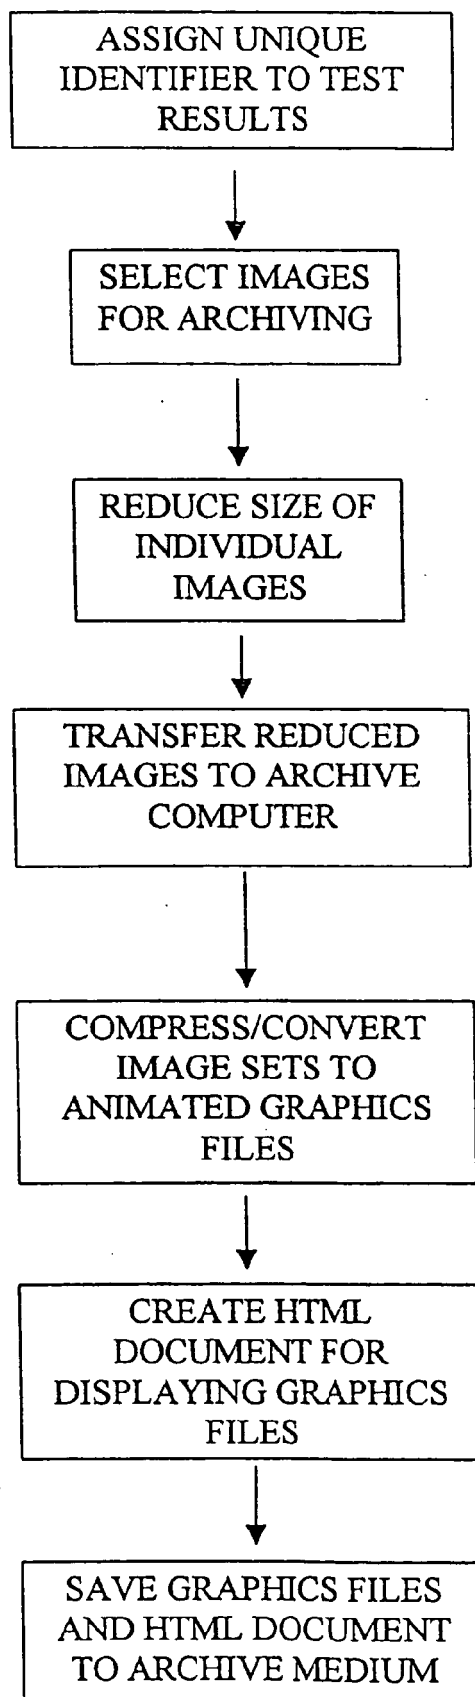 ASSIGN UNIQUE
IDENTIFIER TO TEST
RESULTS
SELECT IMAGES
FOR ARCHIVING
REDUCE SIZE OF
INDIVIDUAL
IMAGES
TRANSFER REDUCED
IMAGES TO ARCHIVE
COMPUTER
COMPRESS/CONVERT
IMAGE SETS TO
ANIMATED GRAPHICS
FILES
CREATE HTML
DOCUMENT FOR
DISPLAYING GRAPHICS
FILES
SAVE GRAPHICS FILES
AND HTML DOCUMENT
TO ARCHIVE MEDIUM